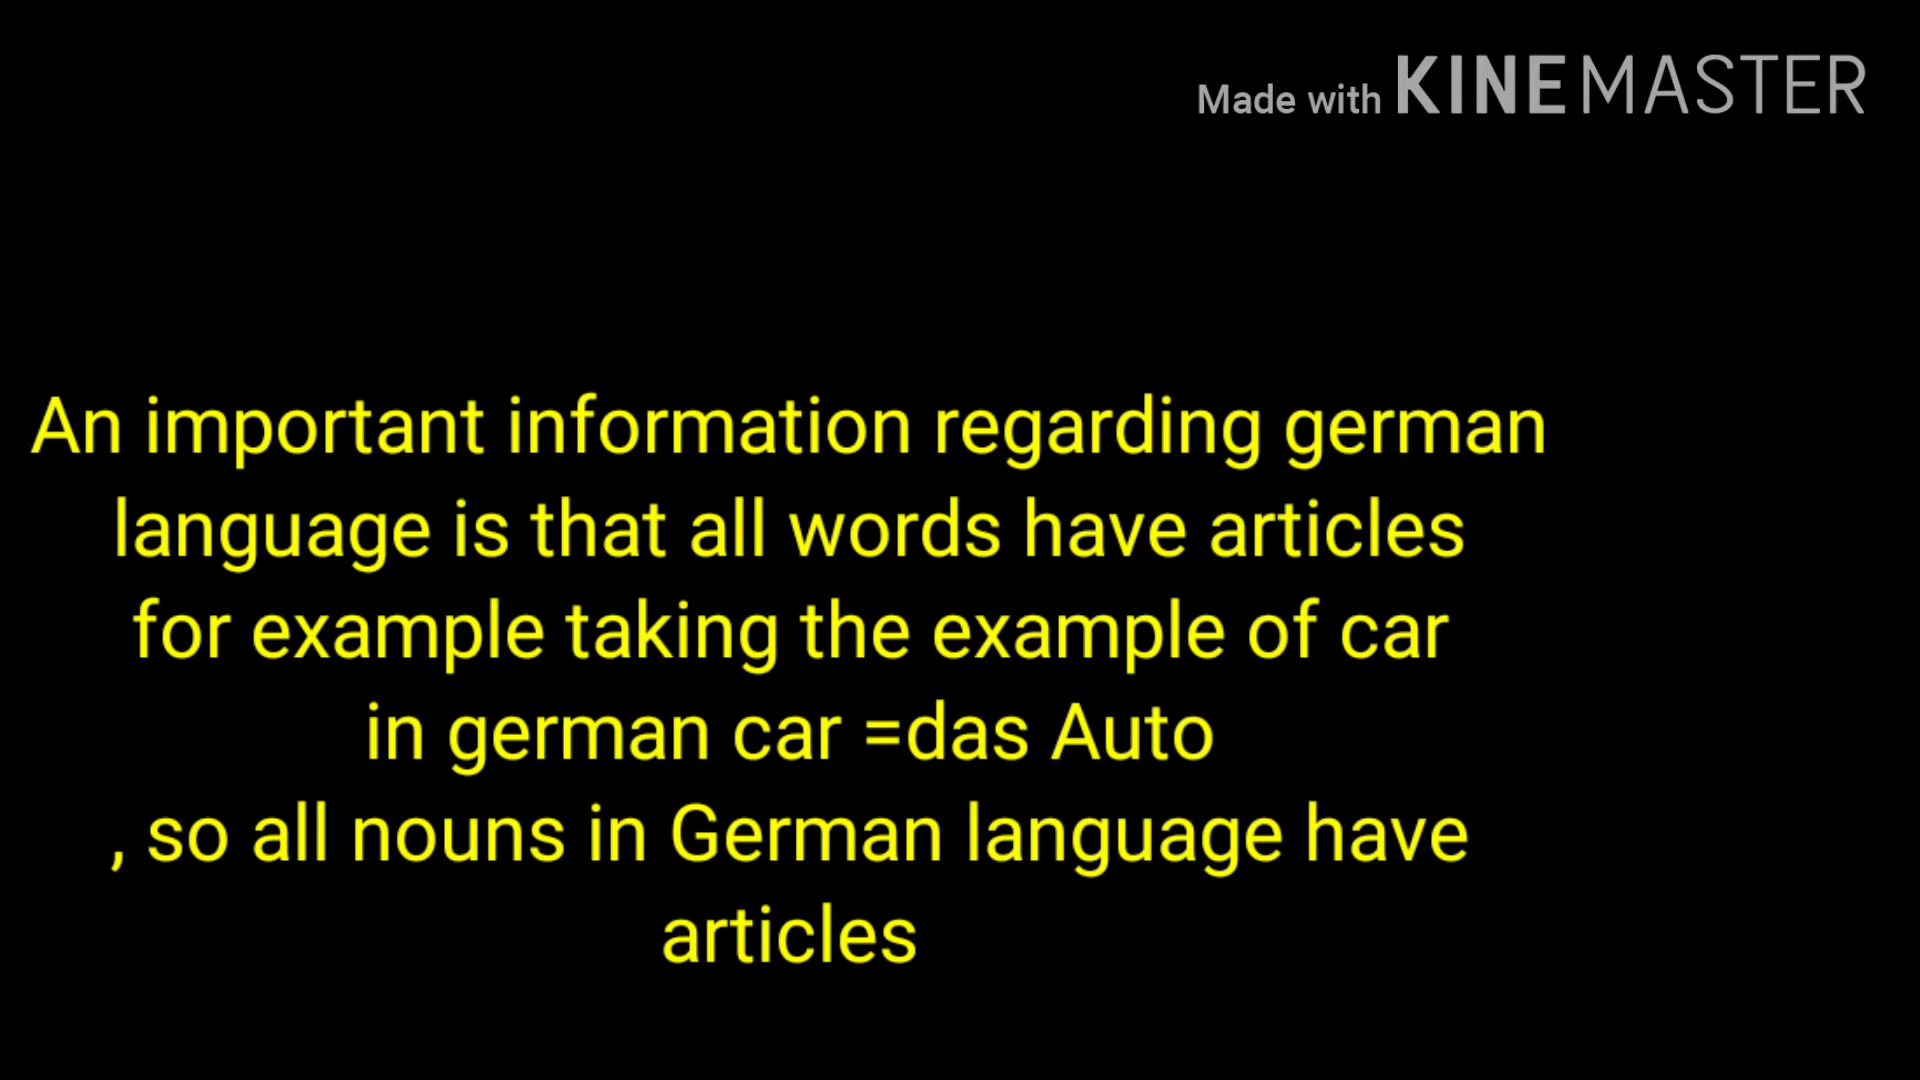 Made with KINEMASTER
An important information regarding german
language is that all words have articles
for example taking the example of car
in german car =das Auto
, so all nouns in German language have
articles